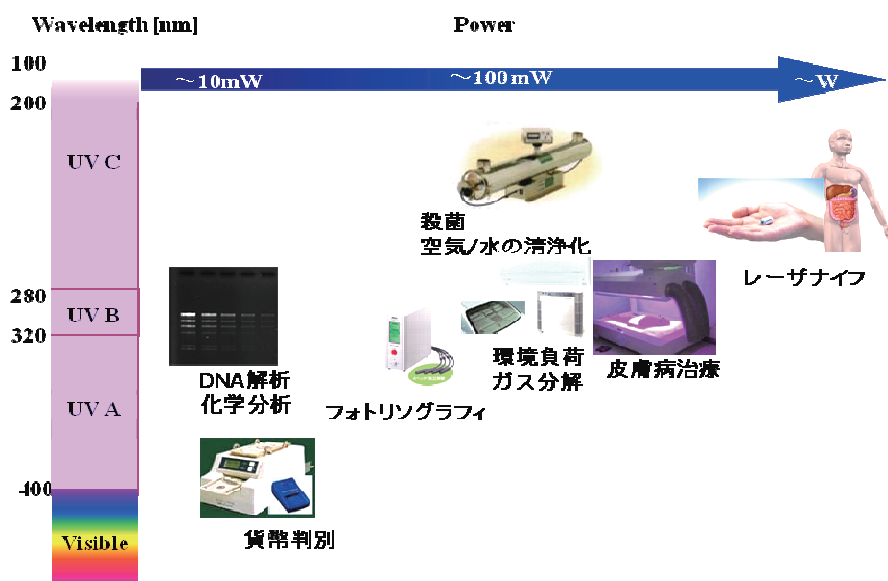 Wavelength [nm]
Power
100
~10mW
~100 mW
~W
200
UV C
殺菌
空気/水の清浄化
レーザナイフ
280
UV B
320
DNA解析
化学分析
環境負荷
ガス分解
皮膚病治療
フォトリソグラフィ
UV A
400
貨幣判別
Visible